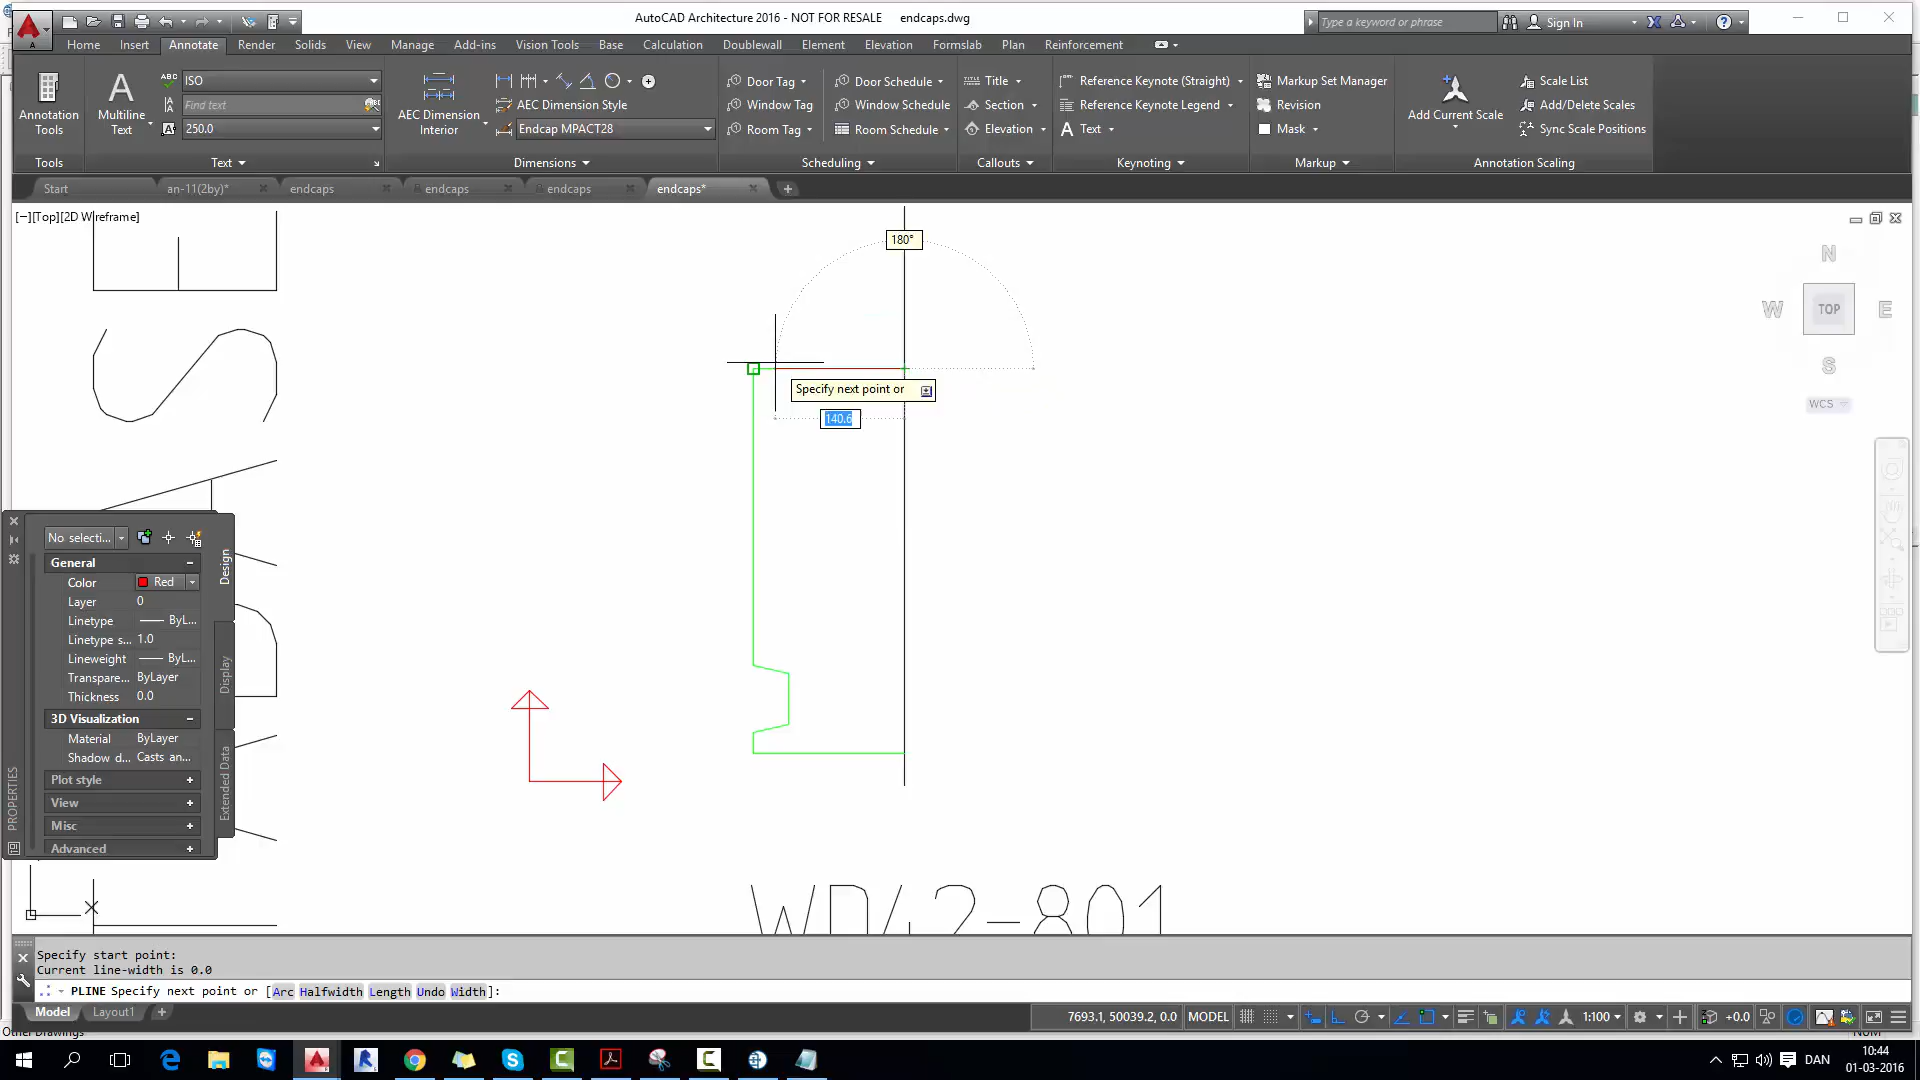 AutoCAD Architecture 2016 - NOT FOR RESALE endcaps.dwg
Type a keyword or phrase
Sign In
Home Insert Annotate Render Solids View Manage Add-ins Vision Tools Base Calculation Doublewall Element Elevation Formslab Plan Reinforcement
Annotation Tools
Tools
Multiline Text
ISO
Find text
250.0
Text
AEC Dimension Interior
AEC Dimension Style
Endcap MPACT28
Dimensions
Door Tag
Window Tag
Room Tag
Door Schedule
Window Schedule
Room Schedule
Scheduling
Title
Section
Elevation
Callouts
Reference Keynote (Straight)
Reference Keynote Legend
Text
Keynoting
Markup Set Manager
Revision
Mask
Markup
Add Current Scale
Scale List
Add/Delete Scales
Sync Scale Positions
Annotation Scaling
Start an-11(2by)* endcaps endcaps endcaps endcaps*
[−][Top][2D Wireframe]
180°
N
W TOP E
S
WCS
Specify next point or
140.6
No selecti...
General
Color Red
Layer 0
Linetype ByL...
Linetype s... 1.0
Lineweight ByL...
Transpare... ByLayer
Thickness 0.0
3D Visualization
Material ByLayer
Shadow d... Casts an...
Plot style
View
Misc
Advanced
Design
Display
Extended Data
PROPERTIES
WD42-801
Specify start point:
Current line-width is 0.0
PLINE Specify next point or [Arc Halfwidth Length Undo Width]:
Model Layout1
7693.1, 50039.2, 0.0 MODEL
1:100
+0.0
Other Drawings
NUM
DAN
10:44
01-03-2016